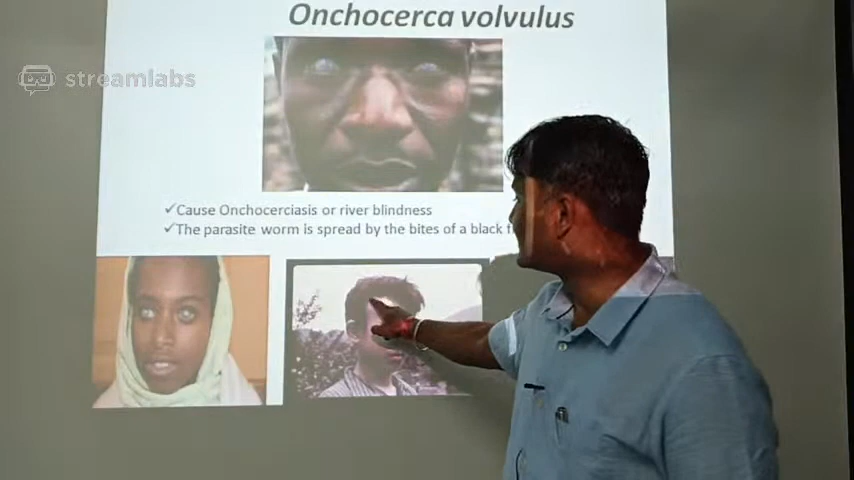 Onchocerca volvulus
streamlabs
✓Cause Onchocerciasis or river blindness
✓The parasite worm is spread by the bites of a black